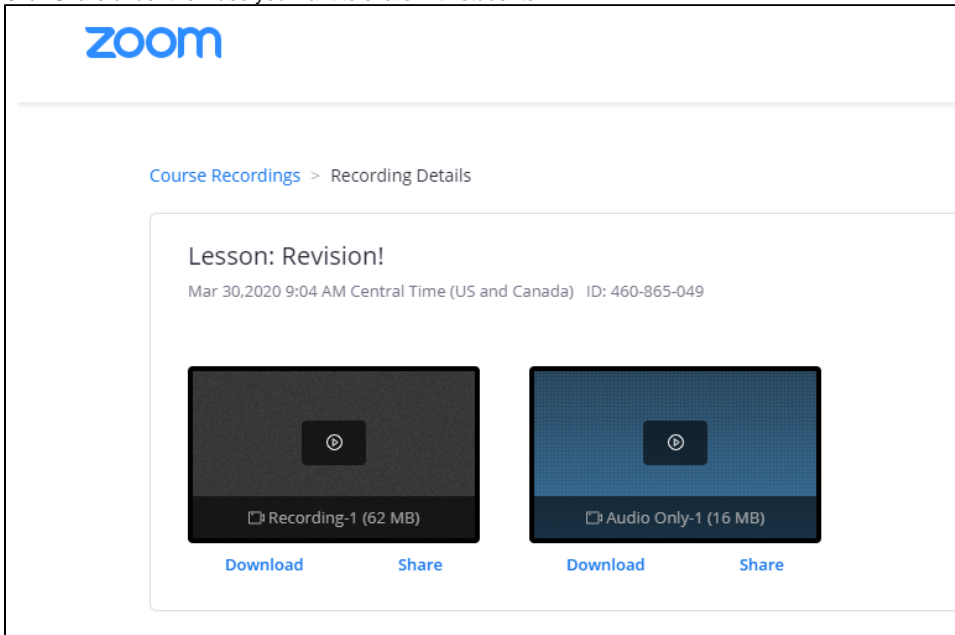 zoom
Course Recordings > Recording Details
Lesson: Revision!
Mar 30,2020 9:04 AM Central Time (US and Canada) ID: 460-865-049
Recording-1 (62 MB) Audio Only-1 (16 MB)
Download Share Download Share